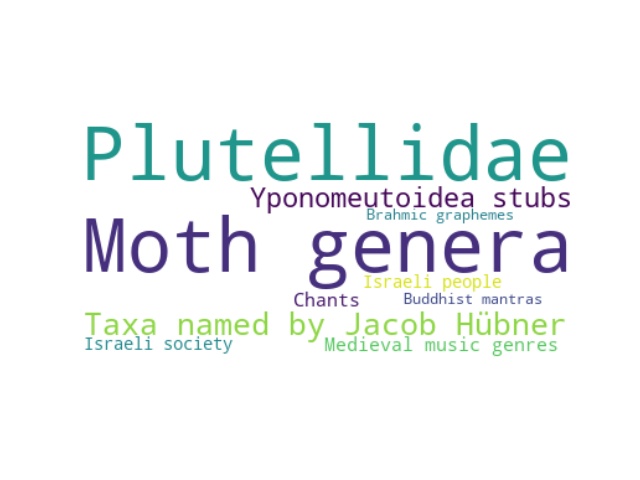 Plutellidae
Yponomeutoidea stubs
Brahmic graphemes
Moth genera
Israeli people
Chants
Buddhist mantras
Taxa named by Jacob Hübner
Israeli society
Medieval music genres